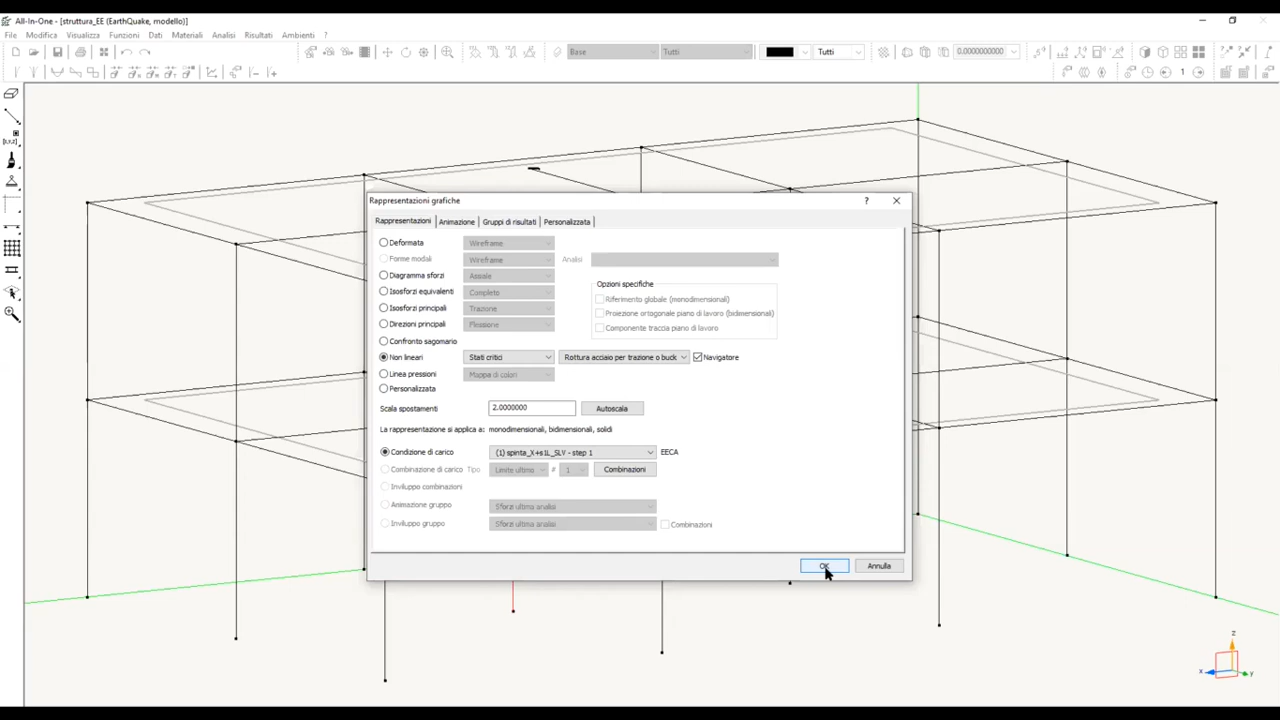 All-In-One - [struttura_EE (EarthQuake, modello)]
File Modifica Visualizza Funzioni Dati Materiali Analisi Risultati Ambienti ?
Base Tutti Tutti 0.0000000000
1
[x,y,z]
Rappresentazioni grafiche ?
Rappresentazioni Animazione Gruppi di risultati Personalizzata
Deformata Wireframe
Forme modali Wireframe Analisi
Diagramma sforzi Assiale
Opzioni specifiche
Isosforzi equivalenti Completo
Riferimento globale (monodimensionali)
Isosforzi principali Trazione
Proiezione ortogonale piano di lavoro (bidimensionali)
Direzioni principali Flessione
Componente traccia piano di lavoro
Confronto sagomario
Non lineari Stati critici Rottura acciaio per trazione o buck Navigatore
Linea pressioni Mappa di colori
Personalizzata
Scala spostamenti 2.0000000 Autoscala
La rappresentazione si applica a: monodimensionali, bidimensionali, solidi
Condizione di carico (1) spinta_X+s1L_SLV - step 1 EECA
Combinazione di carico Tipo Limite ultimo # 1 Combinazioni
Inviluppo combinazioni
Animazione gruppo Sforzi ultima analisi
Inviluppo gruppo Sforzi ultima analisi Combinazioni
OK Annulla
z
x y